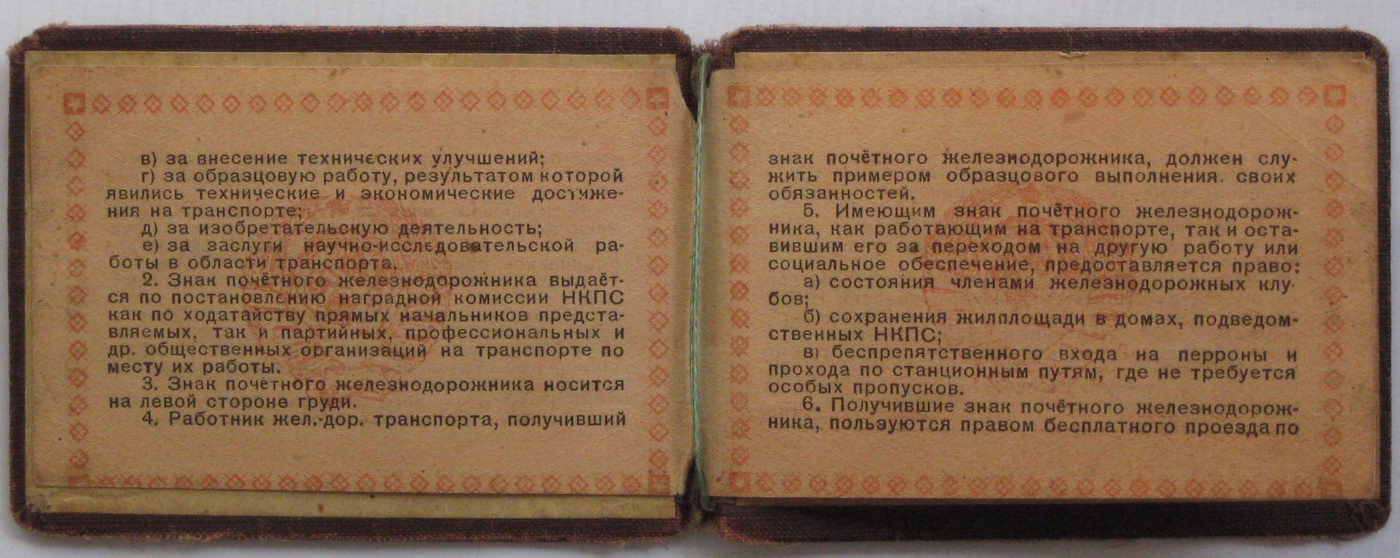 в) за внесение технических улучшений;
г) за образцовую работу, результатом которой
явились технические и экономические достиже-
ния на транспорте;
д) за изобретательскую деятельность;
е) за заслуги научно-исследовательской ра-
боты в области транспорта.
2. Знак почётного железнодорожника выдаёт-
ся по постановлению наградной комиссии НКПС
как по ходатайству прямых начальников предста-
вляемых, так и партийных, профессиональных и
др. общественных организаций на транспорте по
месту их работы.
3. Знак почётного железнодорожника носится
на левой стороне груди.
4. Работник жел.-дор. транспорта, получивший
знак почётного железнодорожника, должен слу-
жить примером образцового выполнения своих
обязанностей.
5. Имеющим знак почётного железнодорож-
ника, как работающим на транспорте, так и оста-
вившим его за переходом на другую работу или
социальное обеспечение, предоставляется право:
а) состояния членами железнодорожных клу-
бов;
б) сохранения жилплощади в домах, подведом-
ственных НКПС;
в) беспрепятственного входа на перроны и
прохода по станционным путям, где не требуется
особых пропусков.
6. Получившие знак почётного железнодорож-
ника, пользуются правом бесплатного проезда по